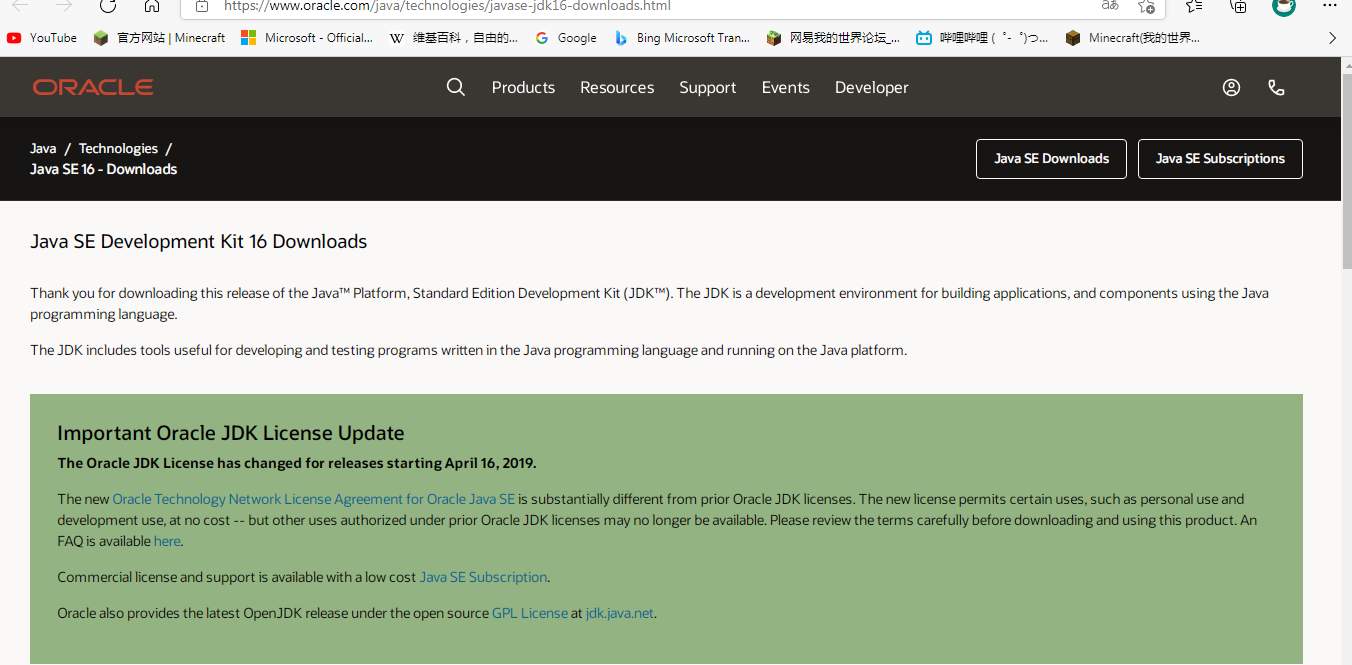 https://www.oracle.com/java/technologies/javase-jdk16-downloads.html
YouTube 官方网站 | Minecraft Microsoft - Official... W 维基百科，自由的... Google Bing Microsoft Tran... 网易我的世界论坛_... 哔哩哔哩 ( ゜- ゜)つ... Minecraft(我的世界...
ORACLE Products Resources Support Events Developer
Java / Technologies /
Java SE 16 - Downloads
Java SE Downloads Java SE Subscriptions
Java SE Development Kit 16 Downloads
Thank you for downloading this release of the Java™ Platform, Standard Edition Development Kit (JDK™). The JDK is a development environment for building applications, and components using the Java
programming language.
The JDK includes tools useful for developing and testing programs written in the Java programming language and running on the Java platform.
Important Oracle JDK License Update
The Oracle JDK License has changed for releases starting April 16, 2019.
The new Oracle Technology Network License Agreement for Oracle Java SE is substantially different from prior Oracle JDK licenses. The new license permits certain uses, such as personal use and
development use, at no cost -- but other uses authorized under prior Oracle JDK licenses may no longer be available. Please review the terms carefully before downloading and using this product. An
FAQ is available here.
Commercial license and support is available with a low cost Java SE Subscription.
Oracle also provides the latest OpenJDK release under the open source GPL License at jdk.java.net.